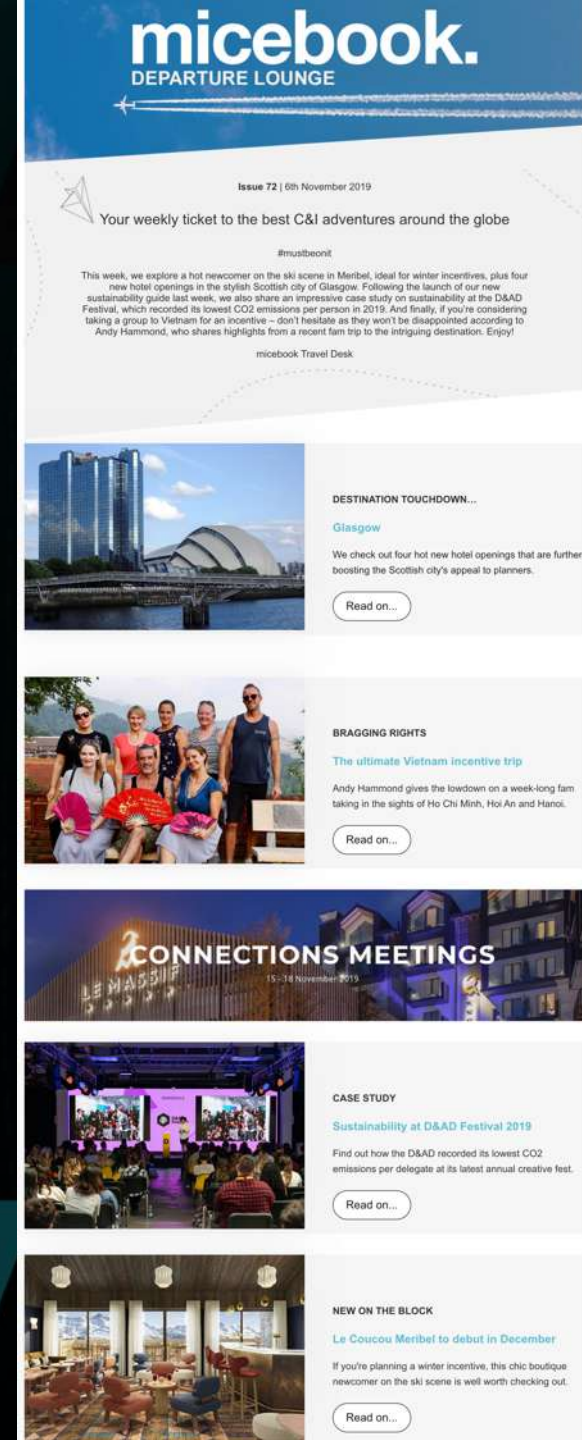 micebook.
DEPARTURE LOUNGE
Issue 72 | 6th November 2019
Your weekly ticket to the best C&I adventures around the globe
#mustbeonit
This week, we explore a hot newcomer on the ski scene in Meribel, ideal for winter incentives, plus four
new hotel openings in the stylish Scottish city of Glasgow. Following the launch of our new
sustainability guide last week, we also share an impressive case study on sustainability at the D&AD
Festival, which recorded its lowest CO2 emissions per person in 2019. And finally, if you're considering
taking a group to Vietnam for an incentive – don't hesitate as they won't be disappointed according to
Andy Hammond, who shares highlights from a recent fam trip to the intriguing destination. Enjoy!
micebook Travel Desk
DESTINATION TOUCHDOWN...
Glasgow
We check out four hot new hotel openings that are further
boosting the Scottish city's appeal to planners.
Read on...
BRAGGING RIGHTS
The ultimate Vietnam incentive trip
Andy Hammond gives the lowdown on a week-long fam
taking in the sights of Ho Chi Minh, Hoi An and Hanoi.
Read on...
CONNECTIONS MEETINGS
15 - 18 November 2019
LE MASSIF
CASE STUDY
Sustainability at D&AD Festival 2019
Find out how the D&AD recorded its lowest CO2
emissions per delegate at its latest annual creative fest.
Read on...
NEW ON THE BLOCK
Le Coucou Meribel to debut in December
If you're planning a winter incentive, this chic boutique
newcomer on the ski scene is well worth checking out.
Read on...